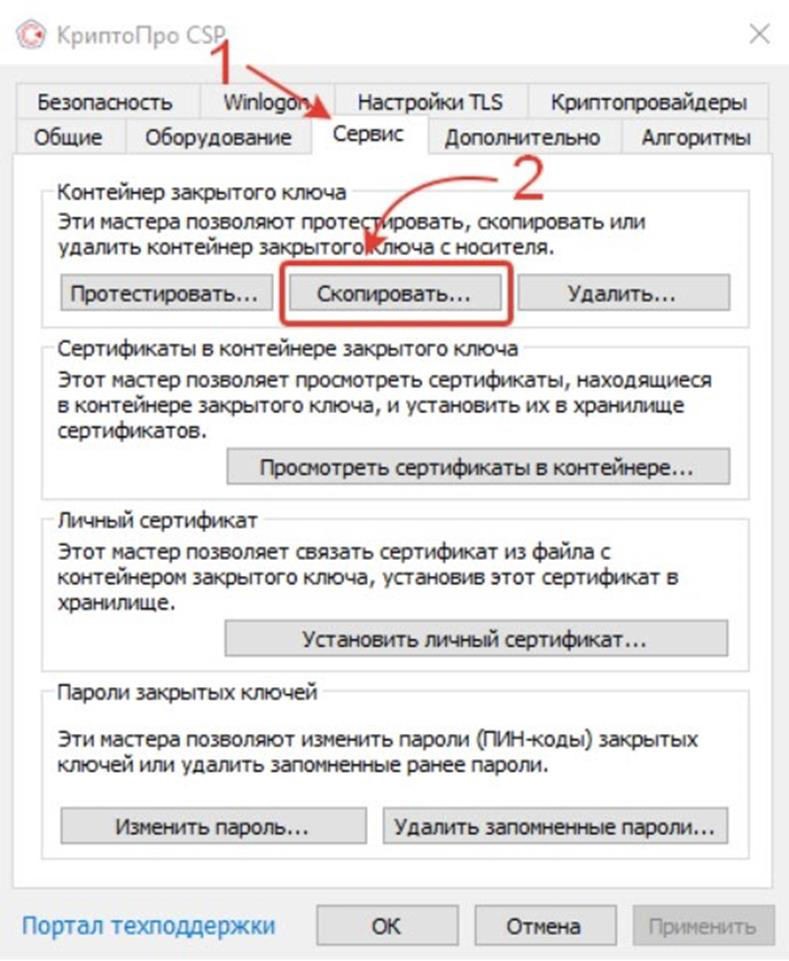 КриптоПро CSP
1
Безопасность Winlogon Настройки TLS Криптопровайдеры
Общие Оборудование Сервис Дополнительно Алгоритмы
2
Контейнер закрытого ключа
Эти мастера позволяют протестировать, скопировать или
удалить контейнер закрытого ключа с носителя.
Протестировать... Скопировать... Удалить...
Сертификаты в контейнере закрытого ключа
Этот мастер позволяет просмотреть сертификаты, находящиеся
в контейнере закрытого ключа, и установить их в хранилище
сертификатов.
Просмотреть сертификаты в контейнере...
Личный сертификат
Этот мастер позволяет связать сертификат из файла с
контейнером закрытого ключа, установив этот сертификат в
хранилище.
Установить личный сертификат...
Пароли закрытых ключей
Эти мастера позволяют изменить пароли (ПИН-коды) закрытых
ключей или удалить запомненные ранее пароли.
Изменить пароль... Удалить запомненные пароли...
Портал техподдержки ОК Отмена Применить